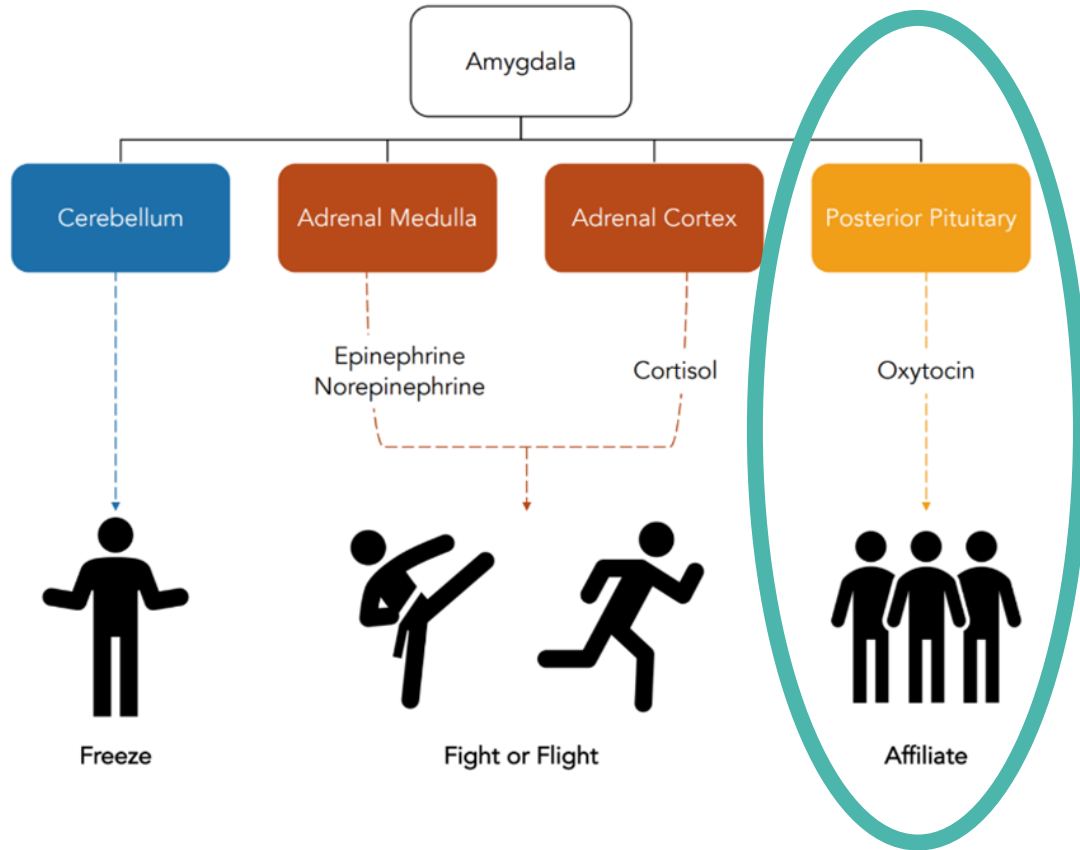 Amygdala
Cerebellum
Adrenal Medulla
Adrenal Cortex
Posterior Pituitary
Epinephrine
Norepinephrine
Cortisol
Oxytocin
Freeze
Fight or Flight
Affiliate